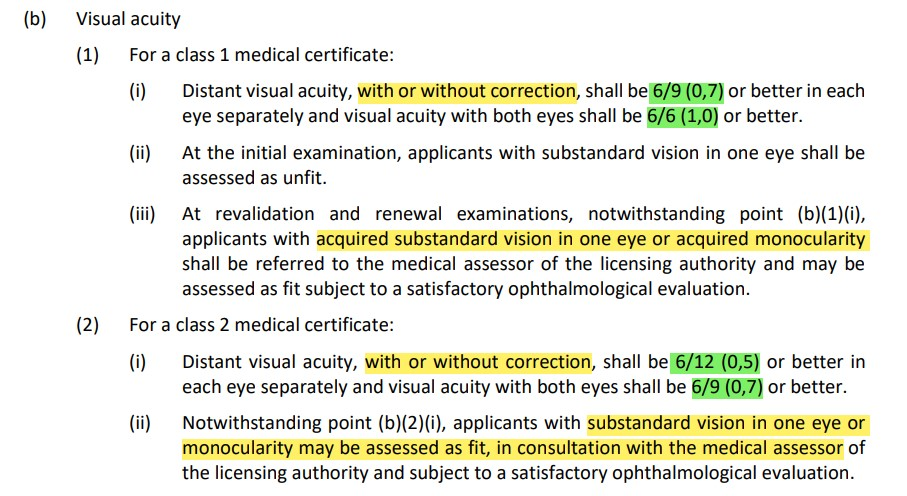 (b) Visual acuity
(1) For a class 1 medical certificate:
(i) Distant visual acuity, with or without correction, shall be 6/9 (0,7) or better in each
eye separately and visual acuity with both eyes shall be 6/6 (1,0) or better.
(ii) At the initial examination, applicants with substandard vision in one eye shall be
assessed as unfit.
(iii) At revalidation and renewal examinations, notwithstanding point (b)(1)(i),
applicants with acquired substandard vision in one eye or acquired monocularity
shall be referred to the medical assessor of the licensing authority and may be
assessed as fit subject to a satisfactory ophthalmological evaluation.
(2) For a class 2 medical certificate:
(i) Distant visual acuity, with or without correction, shall be 6/12 (0,5) or better in
each eye separately and visual acuity with both eyes shall be 6/9 (0,7) or better.
(ii) Notwithstanding point (b)(2)(i), applicants with substandard vision in one eye or
monocularity may be assessed as fit, in consultation with the medical assessor of
the licensing authority and subject to a satisfactory ophthalmological evaluation.